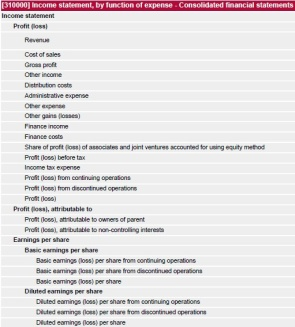 [310000] Income statement, by function of expense - Consolidated financial statements
Income statement
Profit (loss)
Revenue
Cost of sales
Gross profit
Other income
Distribution costs
Administrative expense
Other expense
Other gains (losses)
Finance income
Finance costs
Share of profit (loss) of associates and joint ventures accounted for using equity method
Profit (loss) before tax
Income tax expense
Profit (loss) from continuing operations
Profit (loss) from discontinued operations
Profit (loss)
Profit (loss), attributable to
Profit (loss), attributable to owners of parent
Profit (loss), attributable to non-controlling interests
Earnings per share
Basic earnings per share
Basic earnings (loss) per share from continuing operations
Basic earnings (loss) per share from discontinued operations
Basic earnings (loss) per share
Diluted earnings per share
Diluted earnings (loss) per share from continuing operations
Diluted earnings (loss) per share from discontinued operations
Diluted earnings (loss) per share